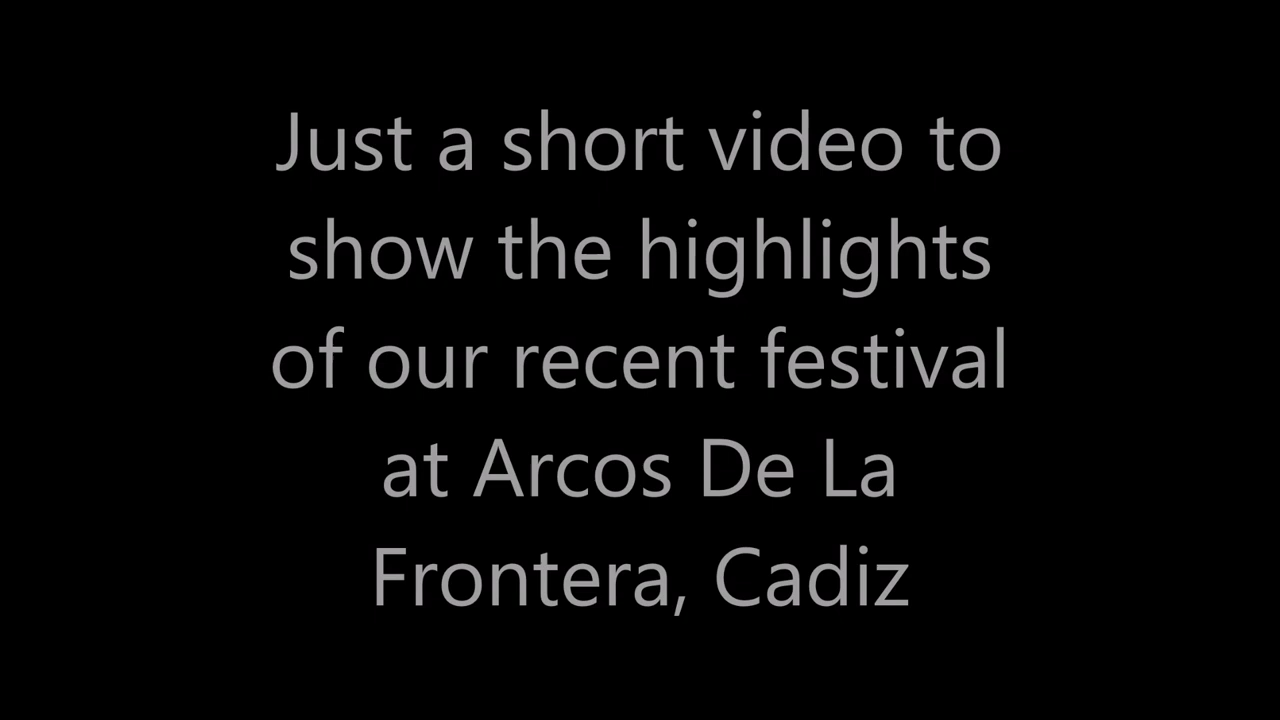 Just a short video to
show the highlights
of our recent festival
at Arcos De La
Frontera, Cadiz